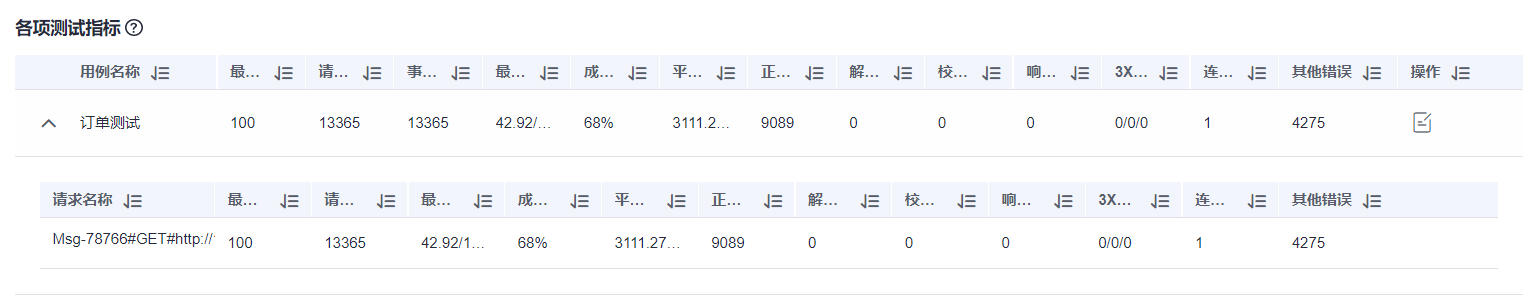 各项测试指标
用例名称 最... 请... 事... 最... 成... 平... 正... 解... 校... 响... 3X... 连... 其他错误 操作
订单测试 100 13365 13365 42.92/... 68% 3111.2... 9089 0 0 0 0/0/0 1 4275
请求名称 最... 请... 最... 成... 平... 正... 解... 校... 响... 3X... 连... 其他错误
Msg-78766#GET#http:// 100 13365 42.92/1... 68% 3111.27... 9089 0 0 0 0/0/0 1 4275